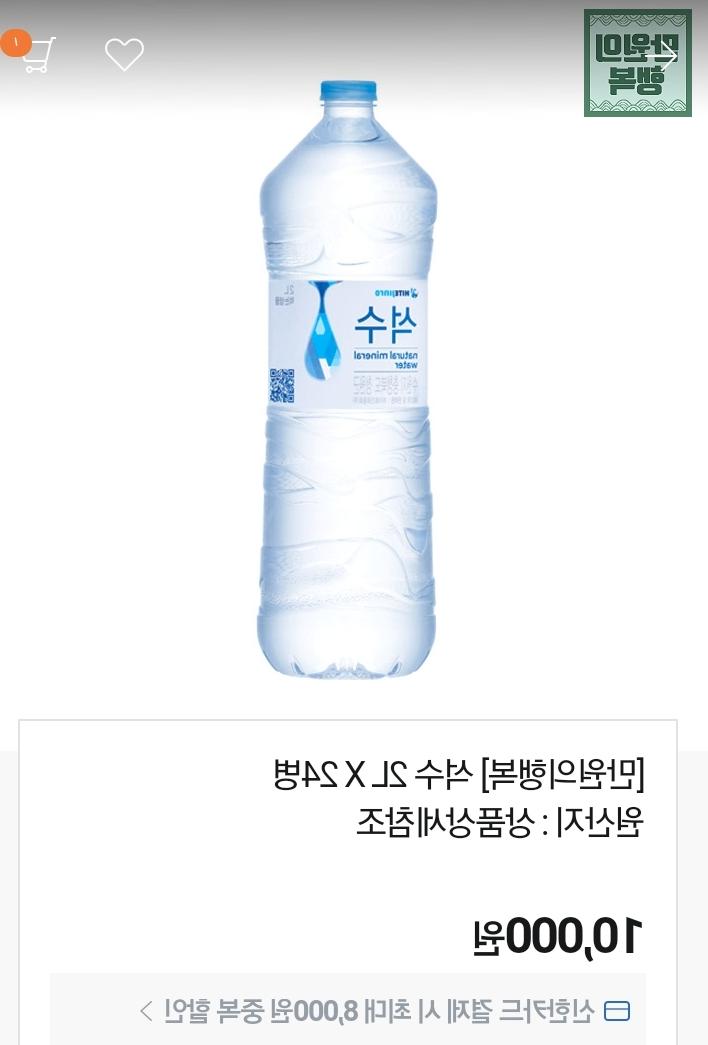 1
만원의
행복
HITEJINRO
석수
natural mineral
water
2L
[만원의행복] 석수 2L X 24병
원산지 : 상품상세참조
10,000원
신한카드 결제 시 최대 8,000원 중복 할인